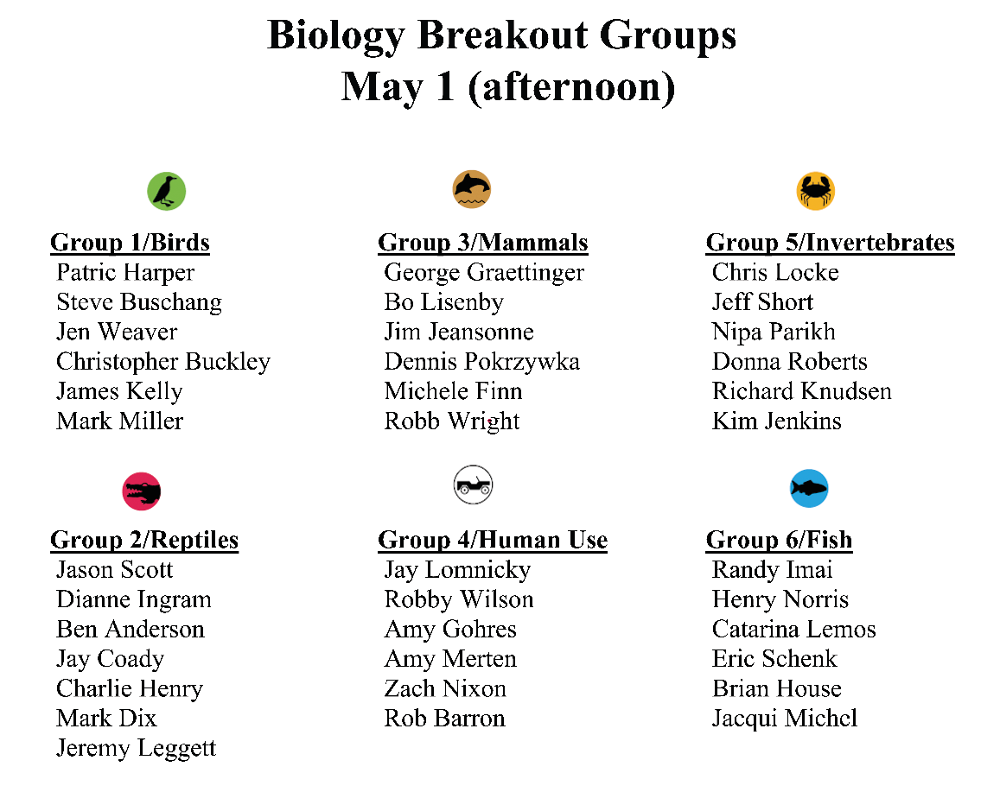 Biology Breakout Groups
May 1 (afternoon)
Group 1/Birds
Patric Harper
Steve Buschang
Jen Weaver
Christopher Buckley
James Kelly
Mark Miller
Group 2/Reptiles
Jason Scott
Dianne Ingram
Ben Anderson
Jay Coady
Charlie Henry
Mark Dix
Jeremy Leggett
Group 3/Mammals
George Graettinger
Bo Lisenby
Jim Jeansonne
Dennis Pokrzywka
Michele Finn
Robb Wright
Group 4/Human Use
Jay Lomnicky
Robby Wilson
Amy Gohres
Amy Merten
Zach Nixon
Rob Barron
Group 5/Invertebrates
Chris Locke
Jeff Short
Nipa Parikh
Donna Roberts
Richard Knudsen
Kim Jenkins
Group 6/Fish
Randy Imai
Henry Norris
Catarina Lemos
Eric Schenk
Brian House
Jacqui Michel